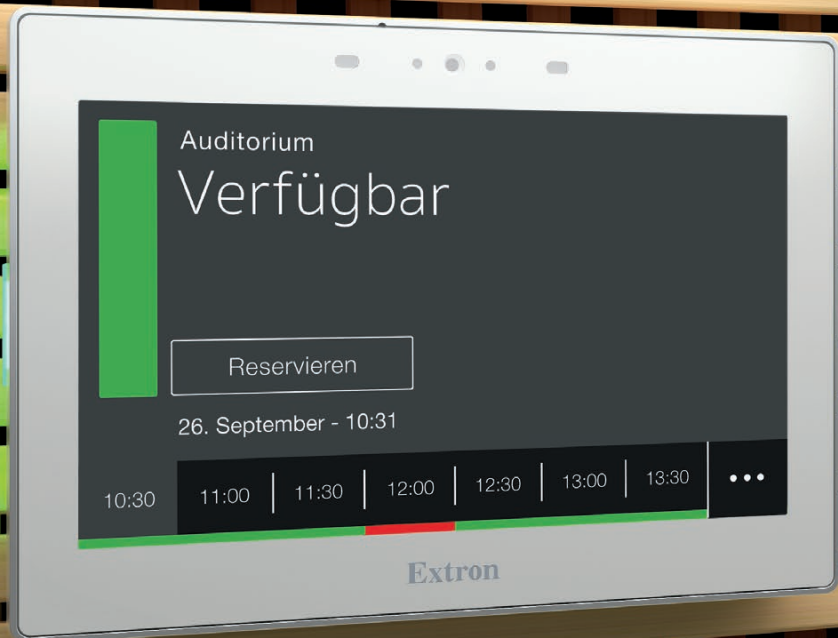 Auditorium
Verfügbar
Reservieren
26. September - 10:31
10:30 11:00 11:30 12:00 12:30 13:00 13:30 •••
Extron